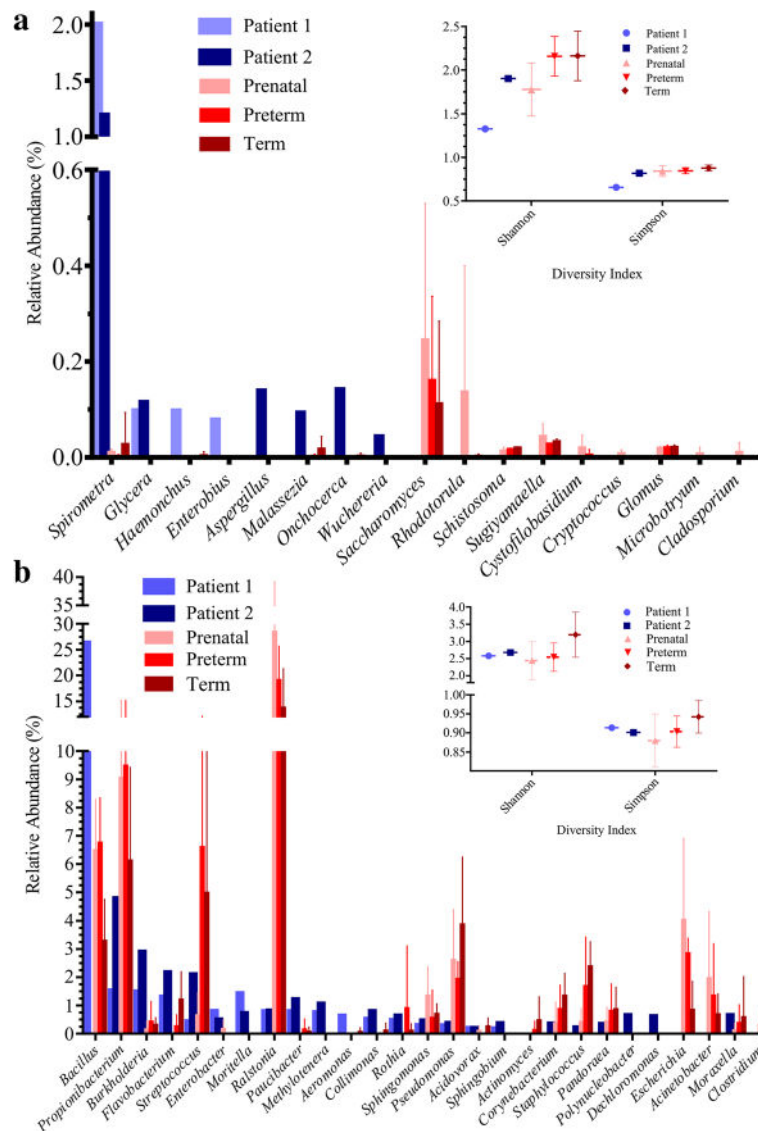 a
Relative Abundance (%)
2.0
1.5
1.0
0.6
0.4
0.2
0.0
Patient 1
Patient 2
Prenatal
Preterm
Term
2.5
2.0
1.5
1.0
0.5
Patient 1
Patient 2
Prenatal
Preterm
Term
Shannon
Simpson
Diversity Index
Spirometra
Glycera
Haemonchus
Enterobius
Aspergillus
Malassezia
Onchocerca
Wuchereria
Saccharomyces
Rhodotorula
Schistosoma
Sugiyamaella
Cystofilobasidium
Cryptococcus
Glomus
Microbotryum
Cladosporium
b
Relative Abundance (%)
40
35
30
25
20
15
10
9
8
7
6
5
4
3
2
1
0
Patient 1
Patient 2
Prenatal
Preterm
Term
4.0
3.5
3.0
2.5
2.0
1.00
0.95
0.90
0.85
Patient 1
Patient 2
Prenatal
Preterm
Term
Shannon
Simpson
Diversity Index
Bacillus
Propionibacterium
Burkholderia
Flavobacterium
Streptococcus
Enterobacter
Moritella
Ralstonia
Paucibacter
Methylotenera
Aeromonas
Collimonas
Rothia
Sphingomonas
Pseudomonas
Acidovorax
Sphingobium
Actinomyces
Corynebacterium
Staphylococcus
Pandoraea
Polynucleobacter
Dechloromonas
Escherichia
Acinetobacter
Moraxella
Clostridium